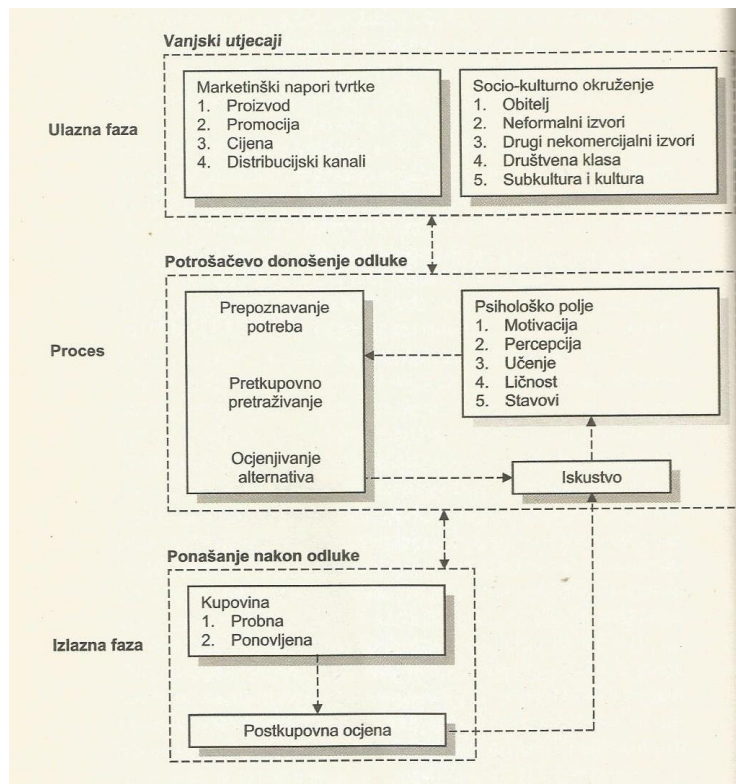 Vanjski utjecaji
Ulazna faza
Marketinški napori tvrtke
1. Proizvod
2. Promocija
3. Cijena
4. Distribucijski kanali
Socio-kulturno okruženje
1. Obitelj
2. Neformalni izvori
3. Drugi nekomercijalni izvori
4. Društvena klasa
5. Subkultura i kultura
Potrošačevo donošenje odluke
Proces
Prepoznavanje
potreba
Pretkupovno
pretraživanje
Ocjenjivanje
alternativa
Psihološko polje
1. Motivacija
2. Percepcija
3. Učenje
4. Ličnost
5. Stavovi
Iskustvo
Ponašanje nakon odluke
Izlazna faza
Kupovina
1. Probna
2. Ponovljena
Postkupovna ocjena